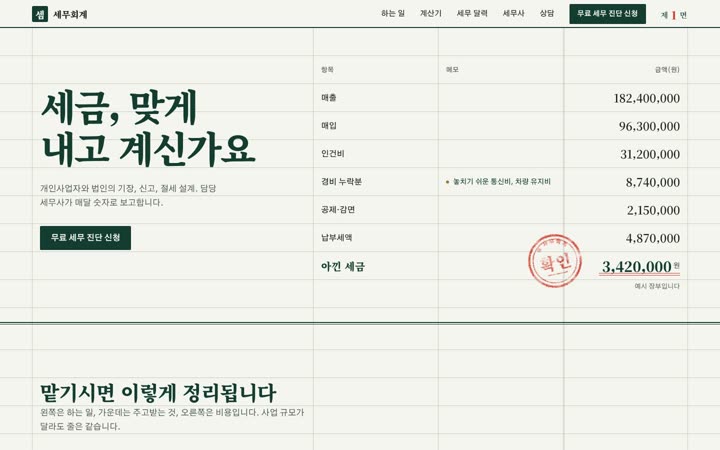 샘 세무회계
하는 일 계산기 세무 달력 세무사 상담 무료 세무 진단 신청 제 1 면
항목 메모 금액(원)
세금, 맞게
내고 계신가요
개인사업자와 법인의 기장, 신고, 절세 설계. 담당
세무사가 매달 숫자로 보고합니다.
무료 세무 진단 신청
매출 182,400,000
매입 96,300,000
인건비 31,200,000
경비 누락분 놓치기 쉬운 통신비, 차량 유지비 8,740,000
공제·감면 2,150,000
납부세액 4,870,000
아낀 세금 3,420,000 원
확인
예시 장부입니다
맡기시면 이렇게 정리됩니다
왼쪽은 하는 일, 가운데는 주고받는 것, 오른쪽은 비용입니다. 사업 규모가
달라도 줄은 같습니다.